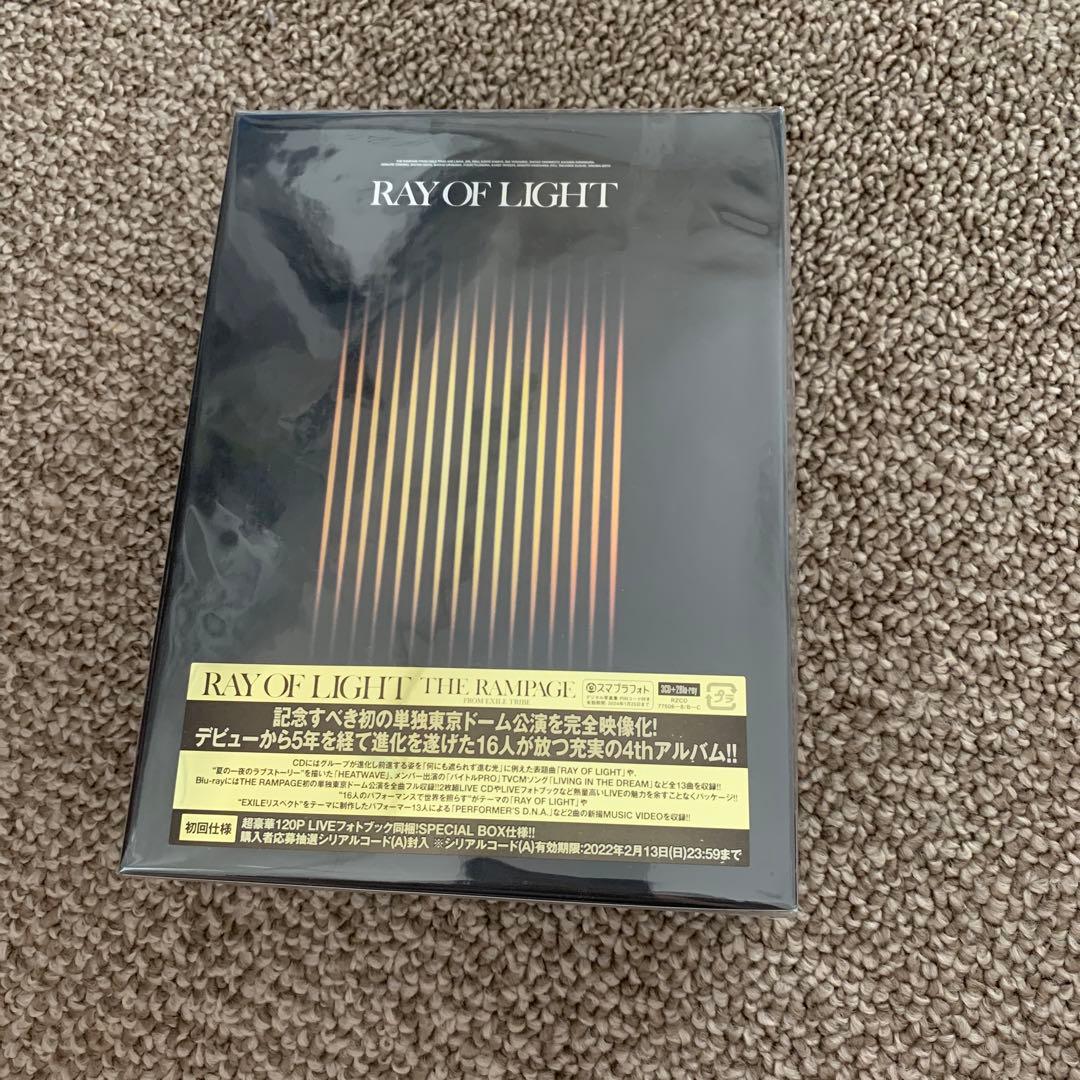 RAY OF LIGHT
RAY OF LIGHT THE RAMPAGE
FROM EXILE TRIBE
スマプラフォト
3CD+2Blu-ray
RZCD
77506~8/B~C
プラ
記念すべき初の単独東京ドーム公演を完全映像化!
デビューから5年を経て進化を遂げた16人が放つ充実の4thアルバム!!
CDにはグループが進化し前進する姿を「何にも遮られず進む光」に例えた表題曲「RAY OF LIGHT」や、
"夏の一夜のラブストーリー"を描いた「HEATWAVE」、メンバー出演の「バイトルPRO」TVCMソング「LIVING IN THE DREAM」など全13曲を収録!!
Blu-rayにはTHE RAMPAGE初の単独東京ドーム公演を全曲フル収録!!2枚組LIVE CDやLIVEフォトブックなど熱量高いLIVEの魅力を余すことなくパッケージ!!
"16人のパフォーマンスで世界を照らす"がテーマの「RAY OF LIGHT」や
"EXILEリスペクト"をテーマに制作したパフォーマー13人による「PERFORMER'S D.N.A.」など2曲の新撮MUSIC VIDEOを収録!!
初回仕様
超豪華120P LIVEフォトブック同梱!SPECIAL BOX仕様!!
購入者応募抽選シリアルコード(A)封入 ※シリアルコード(A)有効期限:2022年2月13日(日)23:59まで